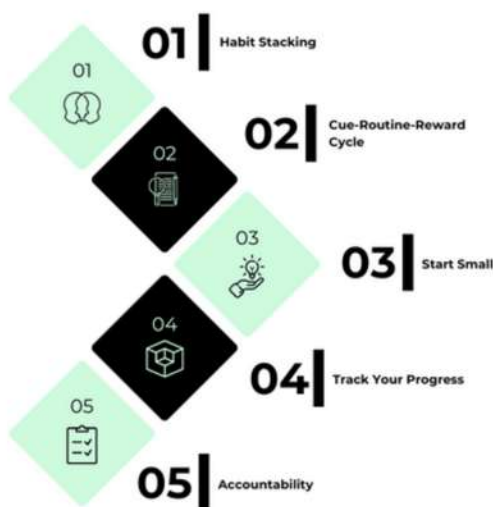 01
01
Habit Stacking
02
02
Cue-Routine-Reward
Cycle
03
03
Start Small
04
04
Track Your Progress
05
05
Accountability